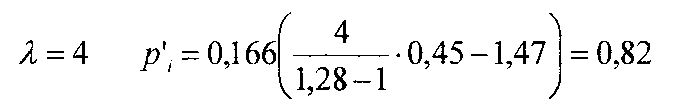 λ = 4 p'ᵢ = 0,166( 4 / (1,28 − 1) · 0,45 − 1,47 ) = 0,82